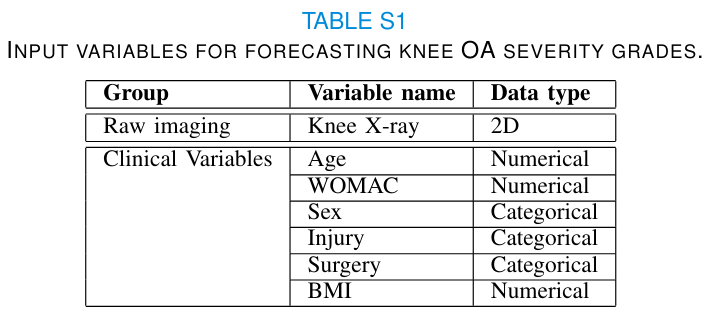 TABLE S1
INPUT VARIABLES FOR FORECASTING KNEE OA SEVERITY GRADES.
Group Variable name Data type
Raw imaging Knee X-ray 2D
Clinical Variables Age Numerical
WOMAC Numerical
Sex Categorical
Injury Categorical
Surgery Categorical
BMI Numerical